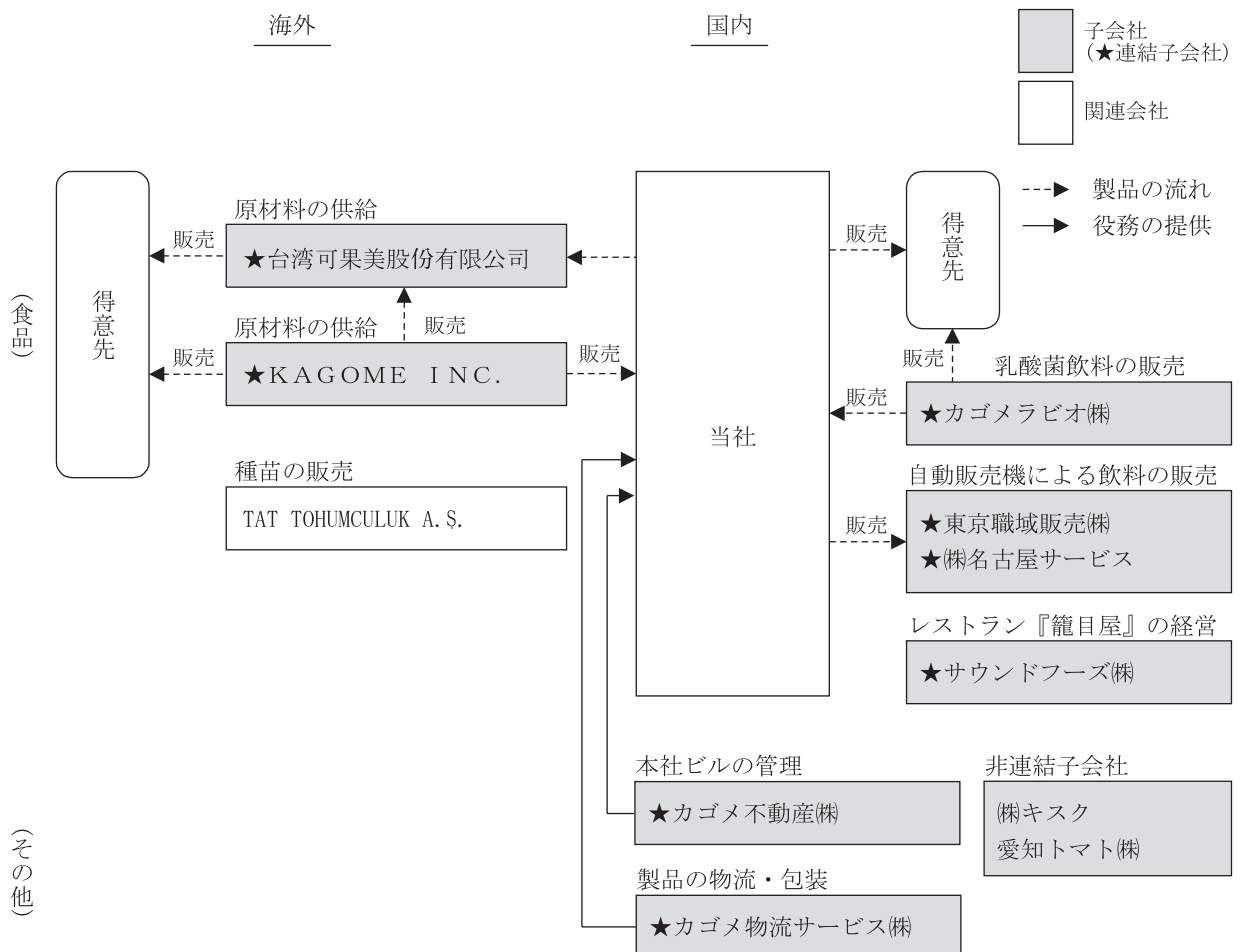 海外
国内
子会社
(★連結子会社)
関連会社
製品の流れ
役務の提供
(食品)
得意先
原材料の供給
販売
★台湾可果美股份有限公司
原材料の供給
販売
販売
★KAGOME INC.
販売
種苗の販売
TAT TOHUMCULUK A.Ş.
当社
販売
得意先
販売
乳酸菌飲料の販売
販売
★カゴメラビオ㈱
自動販売機による飲料の販売
販売
★東京職域販売㈱
★㈱名古屋サービス
レストラン『籠目屋』の経営
★サウンドフーズ㈱
(その他)
本社ビルの管理
★カゴメ不動産㈱
非連結子会社
㈱キスク
愛知トマト㈱
製品の物流・包装
★カゴメ物流サービス㈱